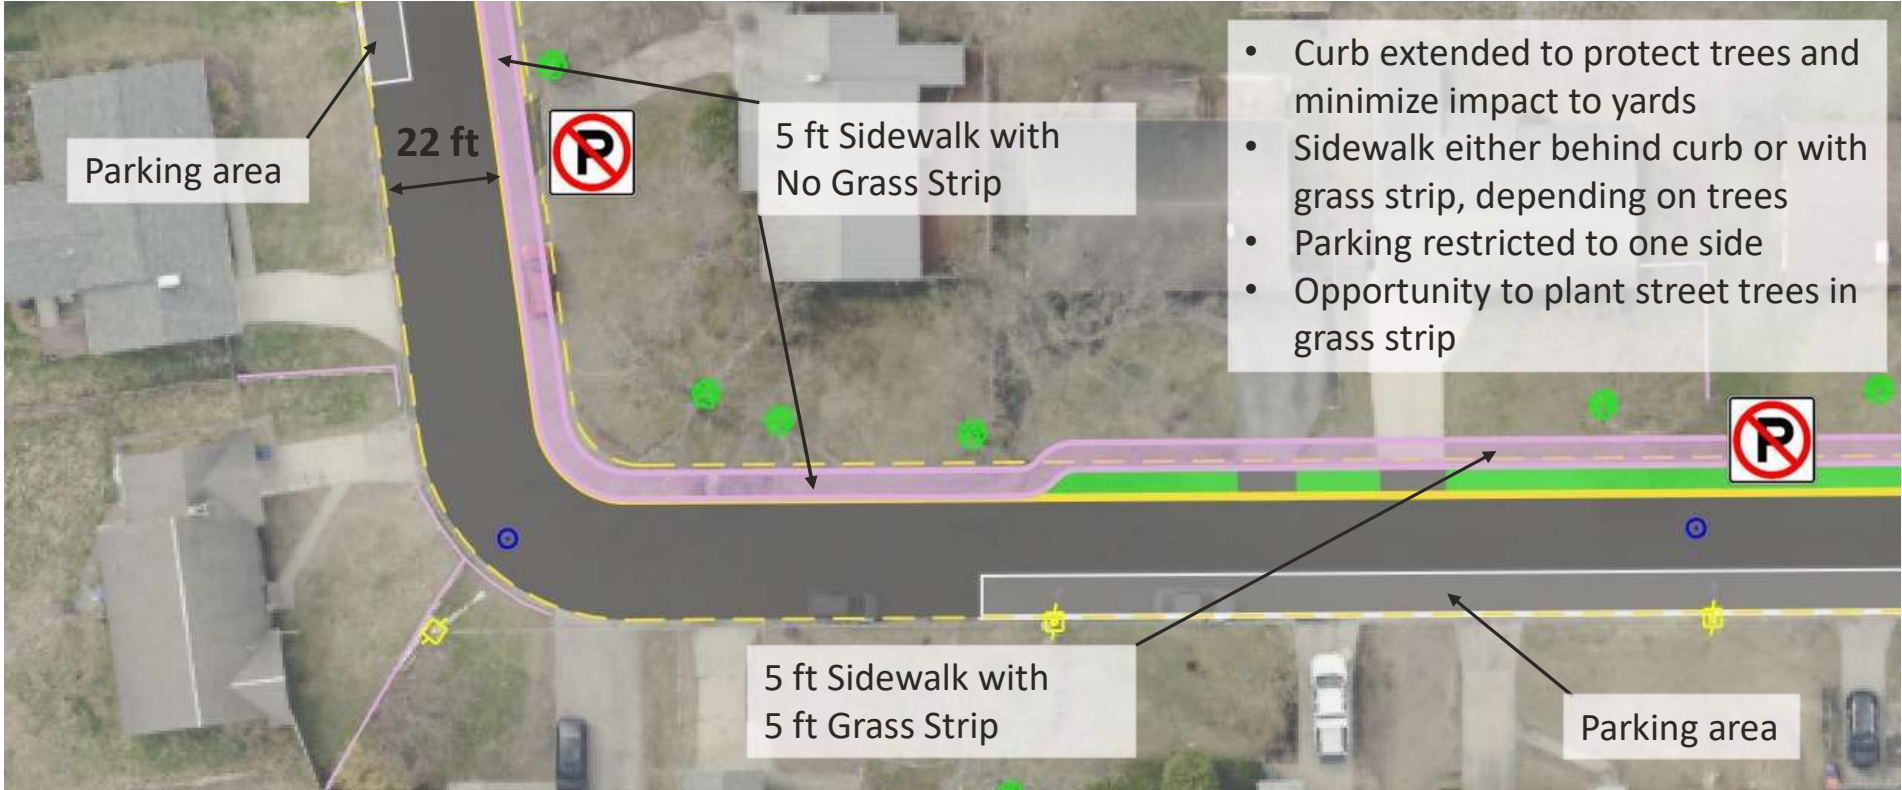 Parking area
22 ft
P
5 ft Sidewalk with
No Grass Strip
• Curb extended to protect trees and
minimize impact to yards
• Sidewalk either behind curb or with
grass strip, depending on trees
• Parking restricted to one side
• Opportunity to plant street trees in
grass strip
P
5 ft Sidewalk with
5 ft Grass Strip
Parking area